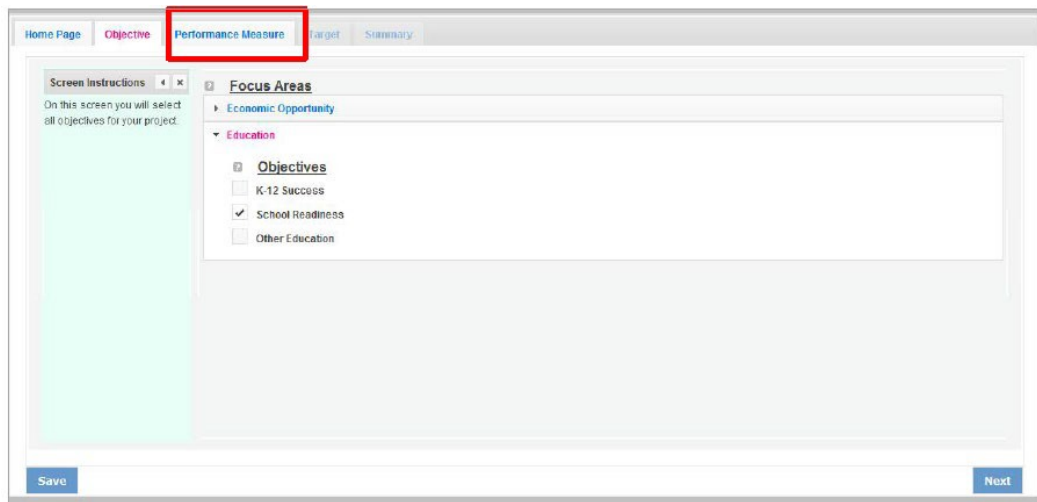 Home Page Objective Performance Measure Target Summary
Screen Instructions
On this screen you will select
all objectives for your project.
Focus Areas
Economic Opportunity
Education
Objectives
K-12 Success
School Readiness
Other Education
Save Next